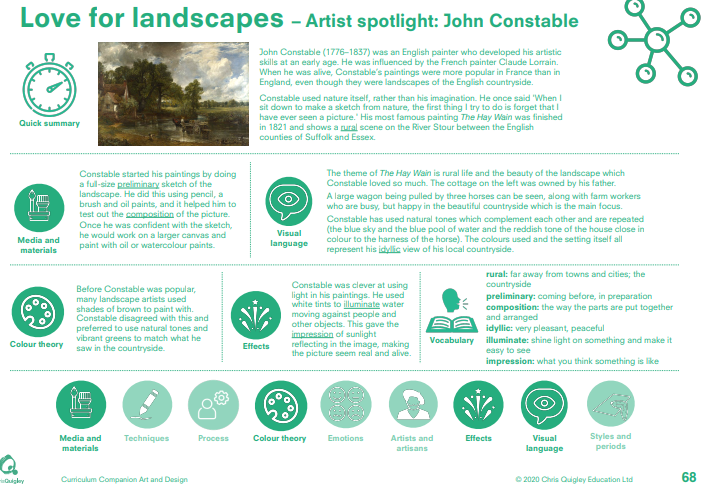 Love for landscapes – Artist spotlight: John Constable
Quick summary
John Constable (1776–1837) was an English painter who developed his artistic
skills at an early age. He was influenced by the French painter Claude Lorrain.
When he was alive, Constable's paintings were more popular in France than in
England, even though they were landscapes of the English countryside.
Constable used nature itself, rather than his imagination. He once said 'When I
sit down to make a sketch from nature, the first thing I try to do is forget that I
have ever seen a picture.' His most famous painting The Hay Wain was finished
in 1821 and shows a rural scene on the River Stour between the English
counties of Suffolk and Essex.
Media and
materials
Constable started his paintings by doing
a full-size preliminary sketch of the
landscape. He did this using pencil, a
brush and oil paints, and it helped him to
test out the composition of the picture.
Once he was confident with the sketch,
he would work on a larger canvas and
paint with oil or watercolour paints.
Visual
language
The theme of The Hay Wain is rural life and the beauty of the landscape which
Constable loved so much. The cottage on the left was owned by his father.
A large wagon being pulled by three horses can be seen, along with farm workers
who are busy, but happy in the beautiful countryside which is the main focus.
Constable has used natural tones which complement each other and are repeated
(the blue sky and the blue pool of water and the reddish tone of the house close in
colour to the harness of the horse). The colours used and the setting itself all
represent his idyllic view of his local countryside.
Colour theory
Before Constable was popular,
many landscape artists used
shades of brown to paint with.
Constable disagreed with this and
preferred to use natural tones and
vibrant greens to match what he
saw in the countryside.
Effects
Constable was clever at using
light in his paintings. He used
white tints to illuminate water
moving against people and
other objects. This gave the
impression of sunlight
reflecting in the image, making
the picture seem real and alive.
Vocabulary
rural: far away from towns and cities; the
countryside
preliminary: coming before, in preparation
composition: the way the parts are put together
and arranged
idyllic: very pleasant, peaceful
illuminate: shine light on something and make it
easy to see
impression: what you think something is like
Media and
materials
Techniques
Process
Colour theory
Emotions
Artists and
artisans
Effects
Visual
language
Styles and
periods
Quigley
Curriculum Companion Art and Design
© 2020 Chris Quigley Education Ltd
68